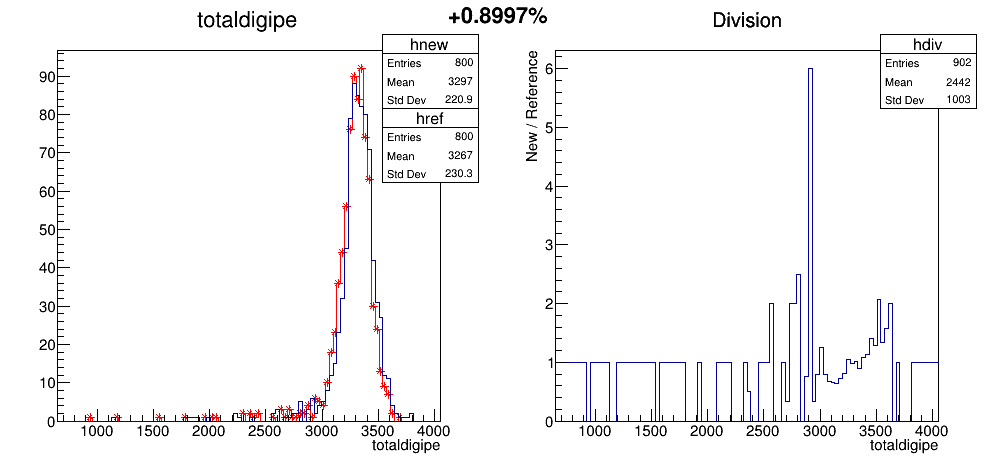 +0.8997%
totaldigipe
hnew
Entries 800
Mean 3297
Std Dev 220.9
href
Entries 800
Mean 3267
Std Dev 230.3
90
80
70
60
50
40
30
20
10
0
1000 1500 2000 2500 3000 3500 4000
totaldigipe
Division
hdiv
Entries 902
Mean 2442
Std Dev 1003
New / Reference
6
5
4
3
2
1
0
1000 1500 2000 2500 3000 3500 4000
totaldigipe